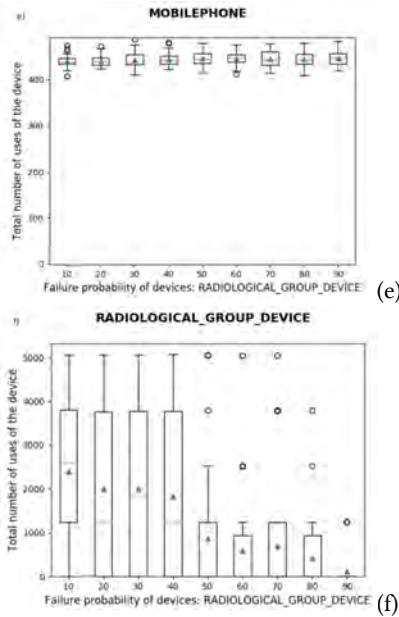 e)
MOBILEPHONE
Total number of uses of the device
400
300
200
100
0
10 20 30 40 50 60 70 80 90
Failure probability of devices: RADIOLOGICAL_GROUP_DEVICE
(e)
f)
RADIOLOGICAL_GROUP_DEVICE
Total number of uses of the device
5000
4000
3000
2000
1000
0
10 20 30 40 50 60 70 80 90
Failure probability of devices: RADIOLOGICAL_GROUP_DEVICE
(f)